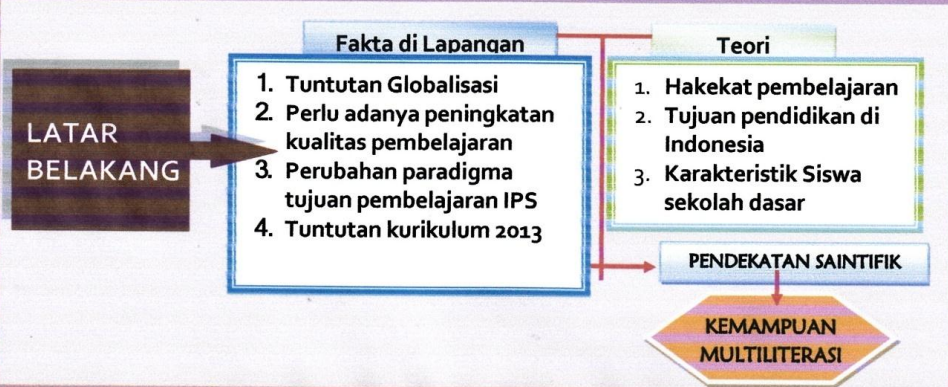 LATAR
BELAKANG
Fakta di Lapangan
1. Tuntutan Globalisasi
2. Perlu adanya peningkatan
kualitas pembelajaran
3. Perubahan paradigma
tujuan pembelajaran IPS
4. Tuntutan kurikulum 2013
Teori
1. Hakekat pembelajaran
2. Tujuan pendidikan di
Indonesia
3. Karakteristik Siswa
sekolah dasar
PENDEKATAN SAINTIFIK
KEMAMPUAN
MULTILITERASI